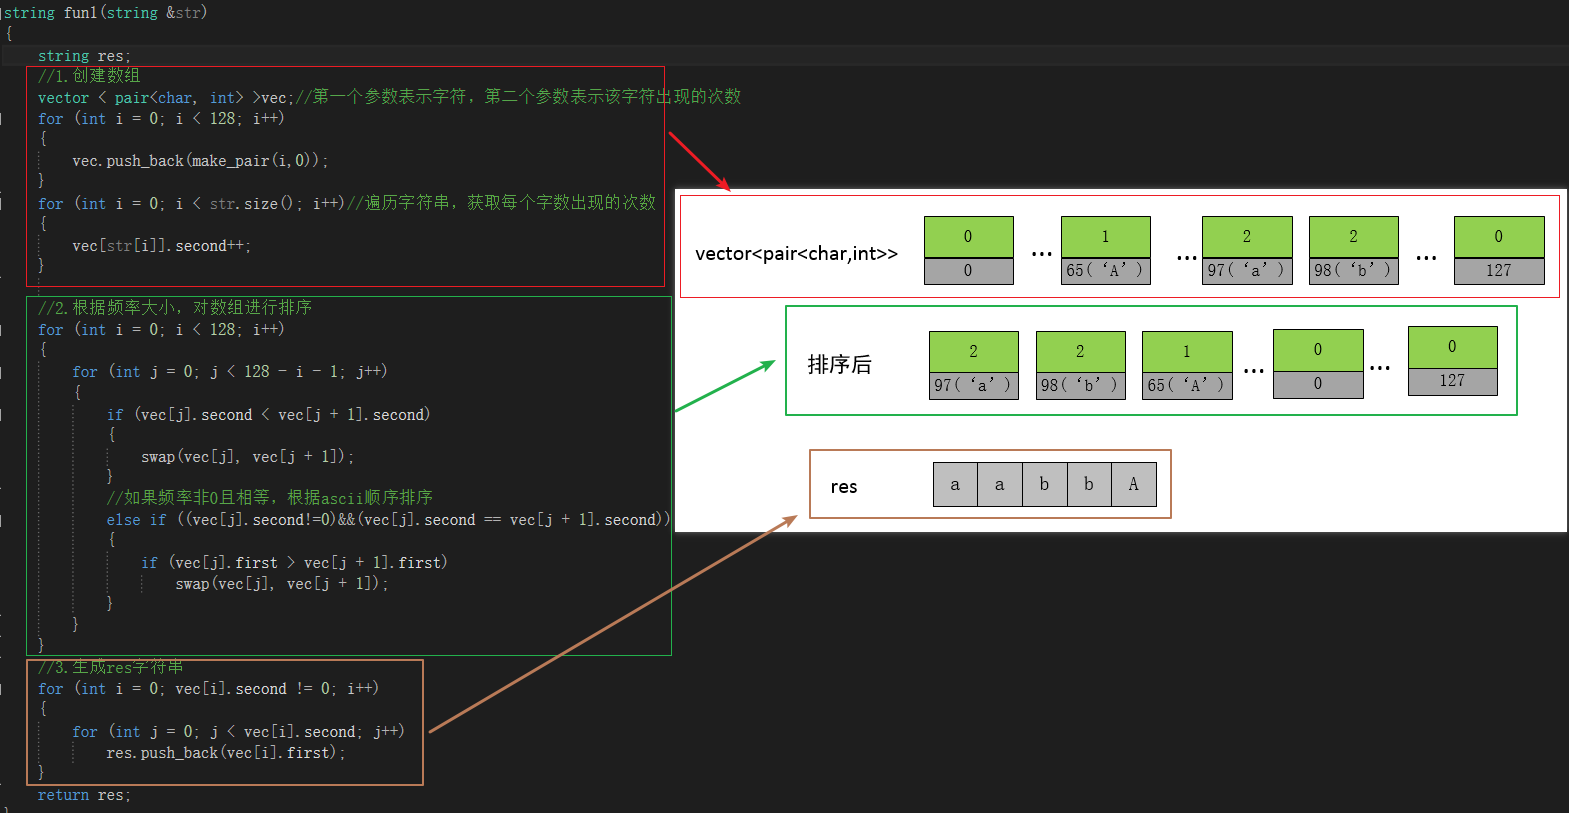 string fun1(string &str)
{
string res;
//1.创建数组
vector < pair<char, int> >vec;//第一个参数表示字符，第二个参数表示该字符出现的次数
for (int i = 0; i < 128; i++)
{
vec.push_back(make_pair(i,0));
}
for (int i = 0; i < str.size(); i++)//遍历字符串，获取每个字数出现的次数
{
vec[str[i]].second++;
}
//2.根据频率大小，对数组进行排序
for (int i = 0; i < 128; i++)
{
for (int j = 0; j < 128 - i - 1; j++)
{
if (vec[j].second < vec[j + 1].second)
{
swap(vec[j], vec[j + 1]);
}
//如果频率非0且相等，根据ascii顺序排序
else if ((vec[j].second!=0)&&(vec[j].second == vec[j + 1].second))
{
if (vec[j].first > vec[j + 1].first)
swap(vec[j], vec[j + 1]);
}
}
}
//3.生成res字符串
for (int i = 0; vec[i].second != 0; i++)
{
for (int j = 0; j < vec[i].second; j++)
res.push_back(vec[i].first);
}
return res;
}
vector<pair<char,int>>
0 ... 1 ... 2 2 ... 0
0 65(‘A’) 97(‘a’) 98(‘b’) 127
排序后
2 2 1 ... 0 ... 0
97(‘a’) 98(‘b’) 65(‘A’) 0 127
res a a b b A